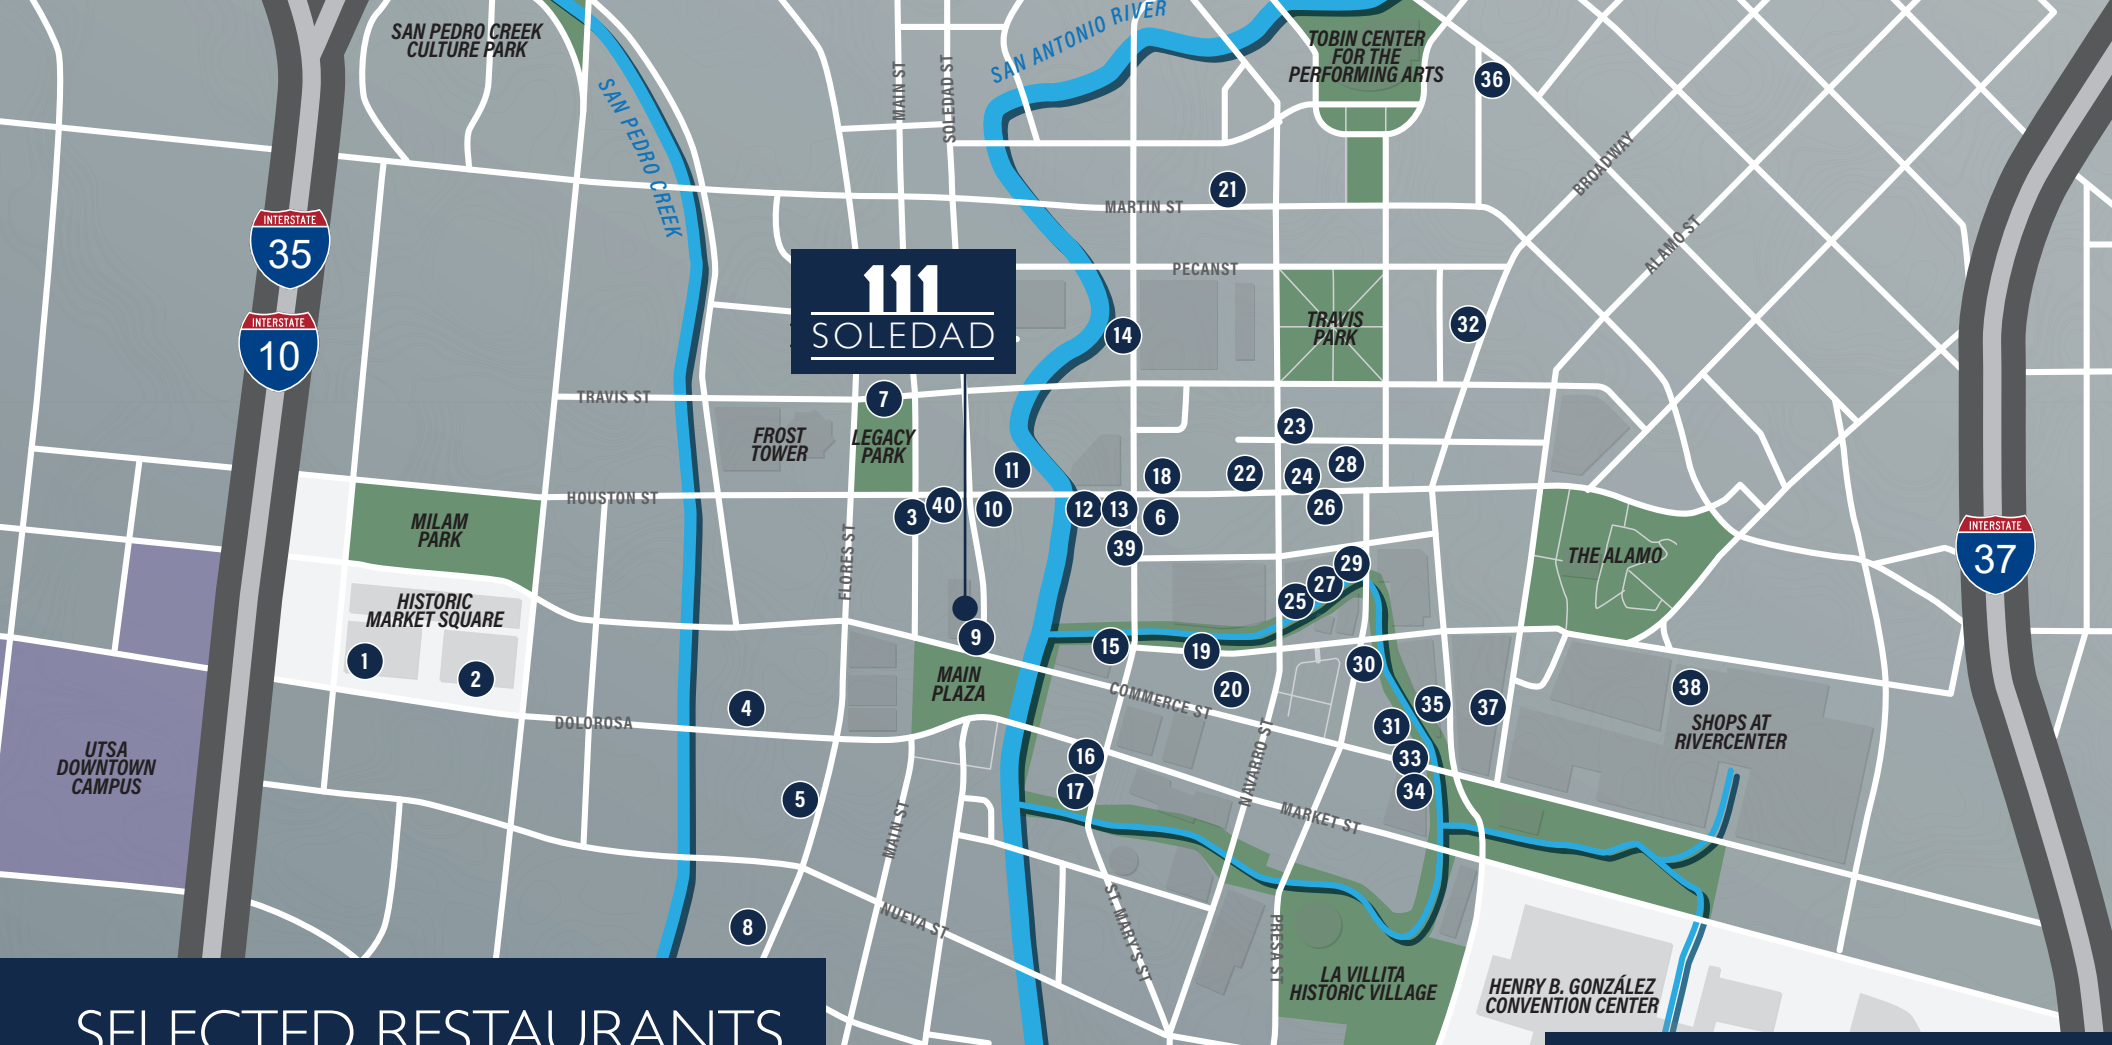 SAN PEDRO CREEK
CULTURE PARK
SAN ANTONIO RIVER
TOBIN CENTER
FOR THE
PERFORMING ARTS
36
MAIN ST
SOLEDAD ST
SAN PEDRO CREEK
BROADWAY
21
MARTIN ST
INTERSTATE
35
ALAMO ST
PECANST
111
SOLEDAD
INTERSTATE
10
14
TRAVIS
PARK
32
TRAVIS ST
7
FROST
TOWER
LEGACY
PARK
23
11
18
22
24
28
HOUSTON ST
3
40
10
12
13
6
26
MILAM
PARK
39
FLORES ST
THE ALAMO
INTERSTATE
37
29
27
25
HISTORIC
MARKET SQUARE
9
15
19
30
1
2
MAIN
PLAZA
20
COMMERCE ST
38
4
35
37
DOLOROSA
31
SHOPS AT
RIVERCENTER
UTSA
DOWNTOWN
CAMPUS
16
NAVARRO ST
33
17
34
5
MAIN ST
MARKET ST
8
NUEVA ST
ST. MARY'S ST
PRESA ST
LA VILLITA
HISTORIC VILLAGE
HENRY B. GONZÁLEZ
CONVENTION CENTER
SELECTED RESTAURANTS